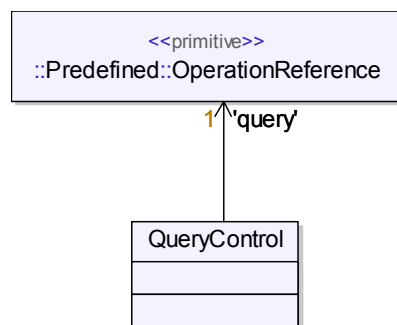 <<primitive>>
::Predefined::OperationReference
1 'query'
QueryControl